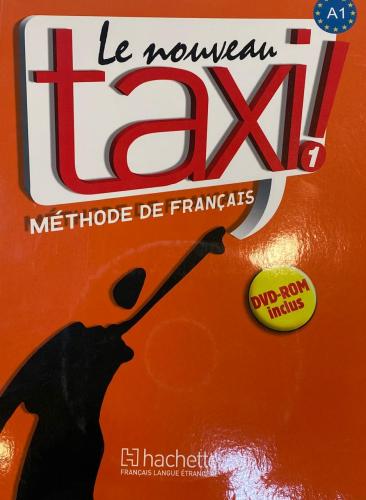 A1
Le nouveau
taxi!
1
MÉTHODE DE FRANÇAIS
DVD-ROM
inclus
hachette
FRANÇAIS LANGUE ÉTRANGÈRE